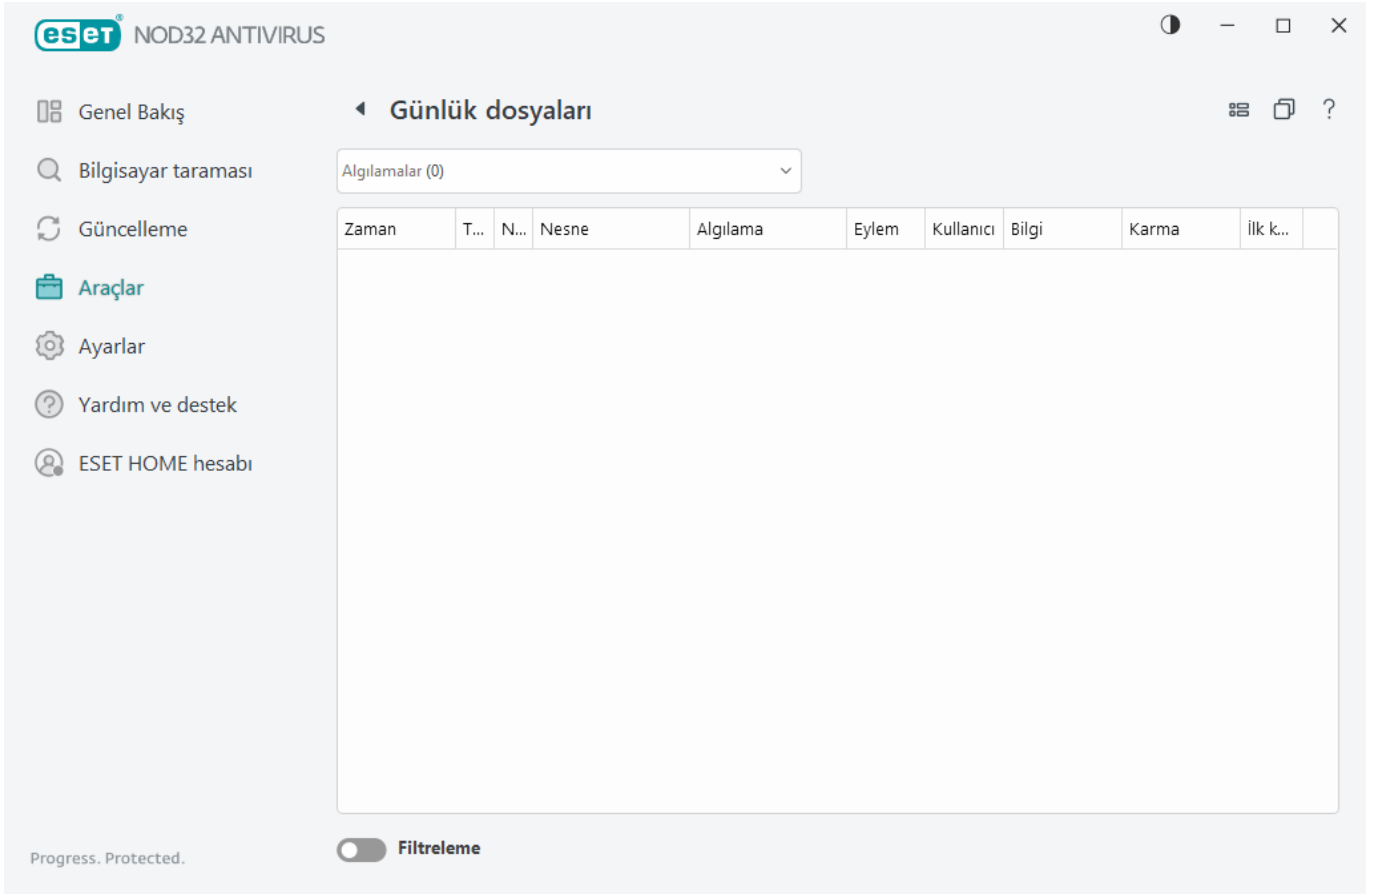 eset® NOD32 ANTIVIRUS
Genel Bakış
Bilgisayar taraması
Güncelleme
Araçlar
Ayarlar
Yardım ve destek
ESET HOME hesabı
Progress. Protected.
Günlük dosyaları
?
Algılamalar (0)
Zaman T... N... Nesne Algılama Eylem Kullanıcı Bilgi Karma İlk k...
Filtreleme